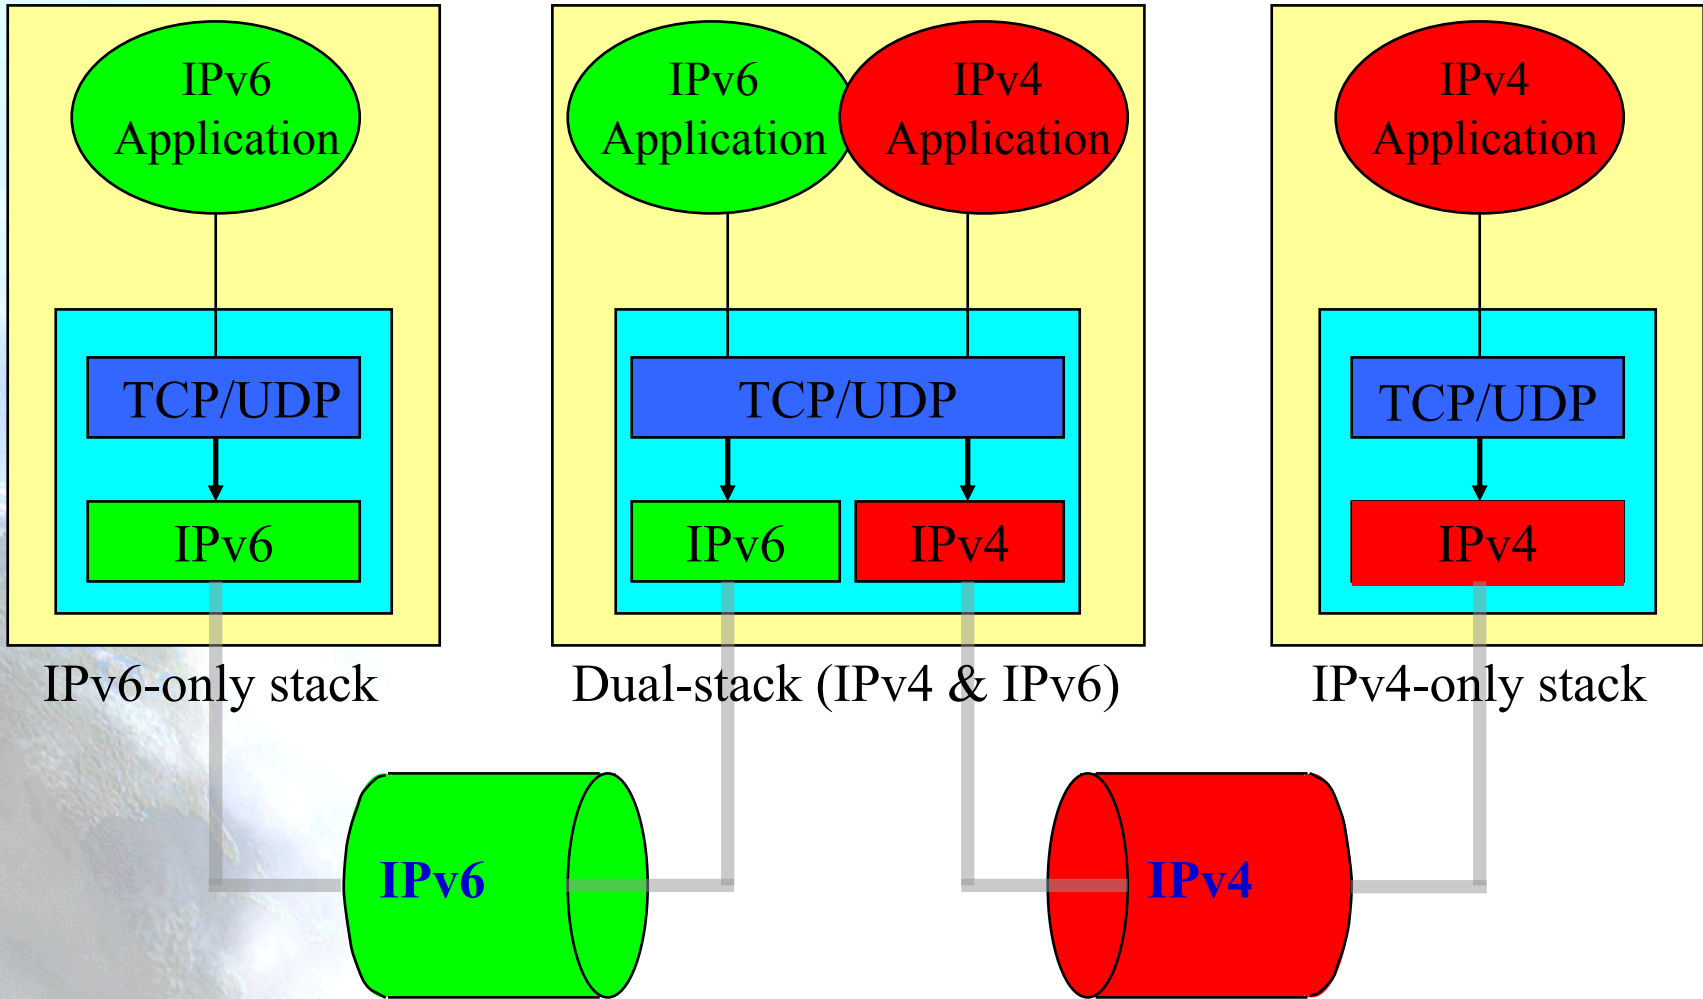 IPv6
Application
IPv6
Application
IPv4
Application
IPv4
Application
TCP/UDP
TCP/UDP
TCP/UDP
IPv6
IPv6
IPv4
IPv4
IPv6-only stack
Dual-stack (IPv4 & IPv6)
IPv4-only stack
IPv6
IPv4